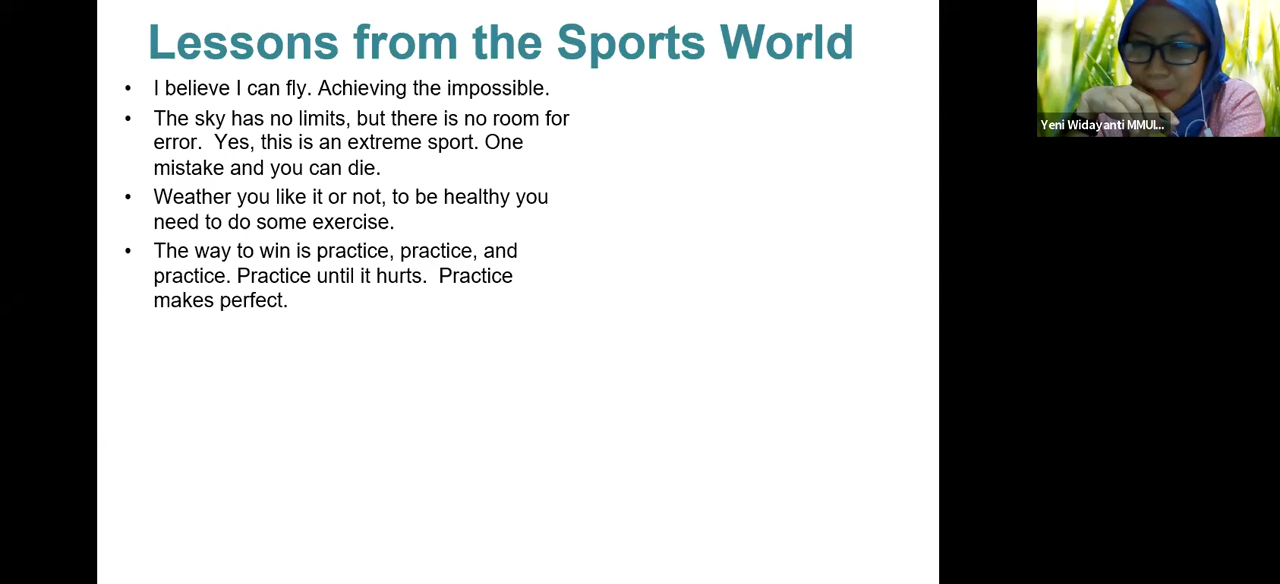 Lessons from the Sports World
• I believe I can fly. Achieving the impossible.
• The sky has no limits, but there is no room for
error.  Yes, this is an extreme sport. One
mistake and you can die.
• Weather you like it or not, to be healthy you
need to do some exercise.
• The way to win is practice, practice, and
practice. Practice until it hurts.  Practice
makes perfect.
Yeni Widayanti MMUI...